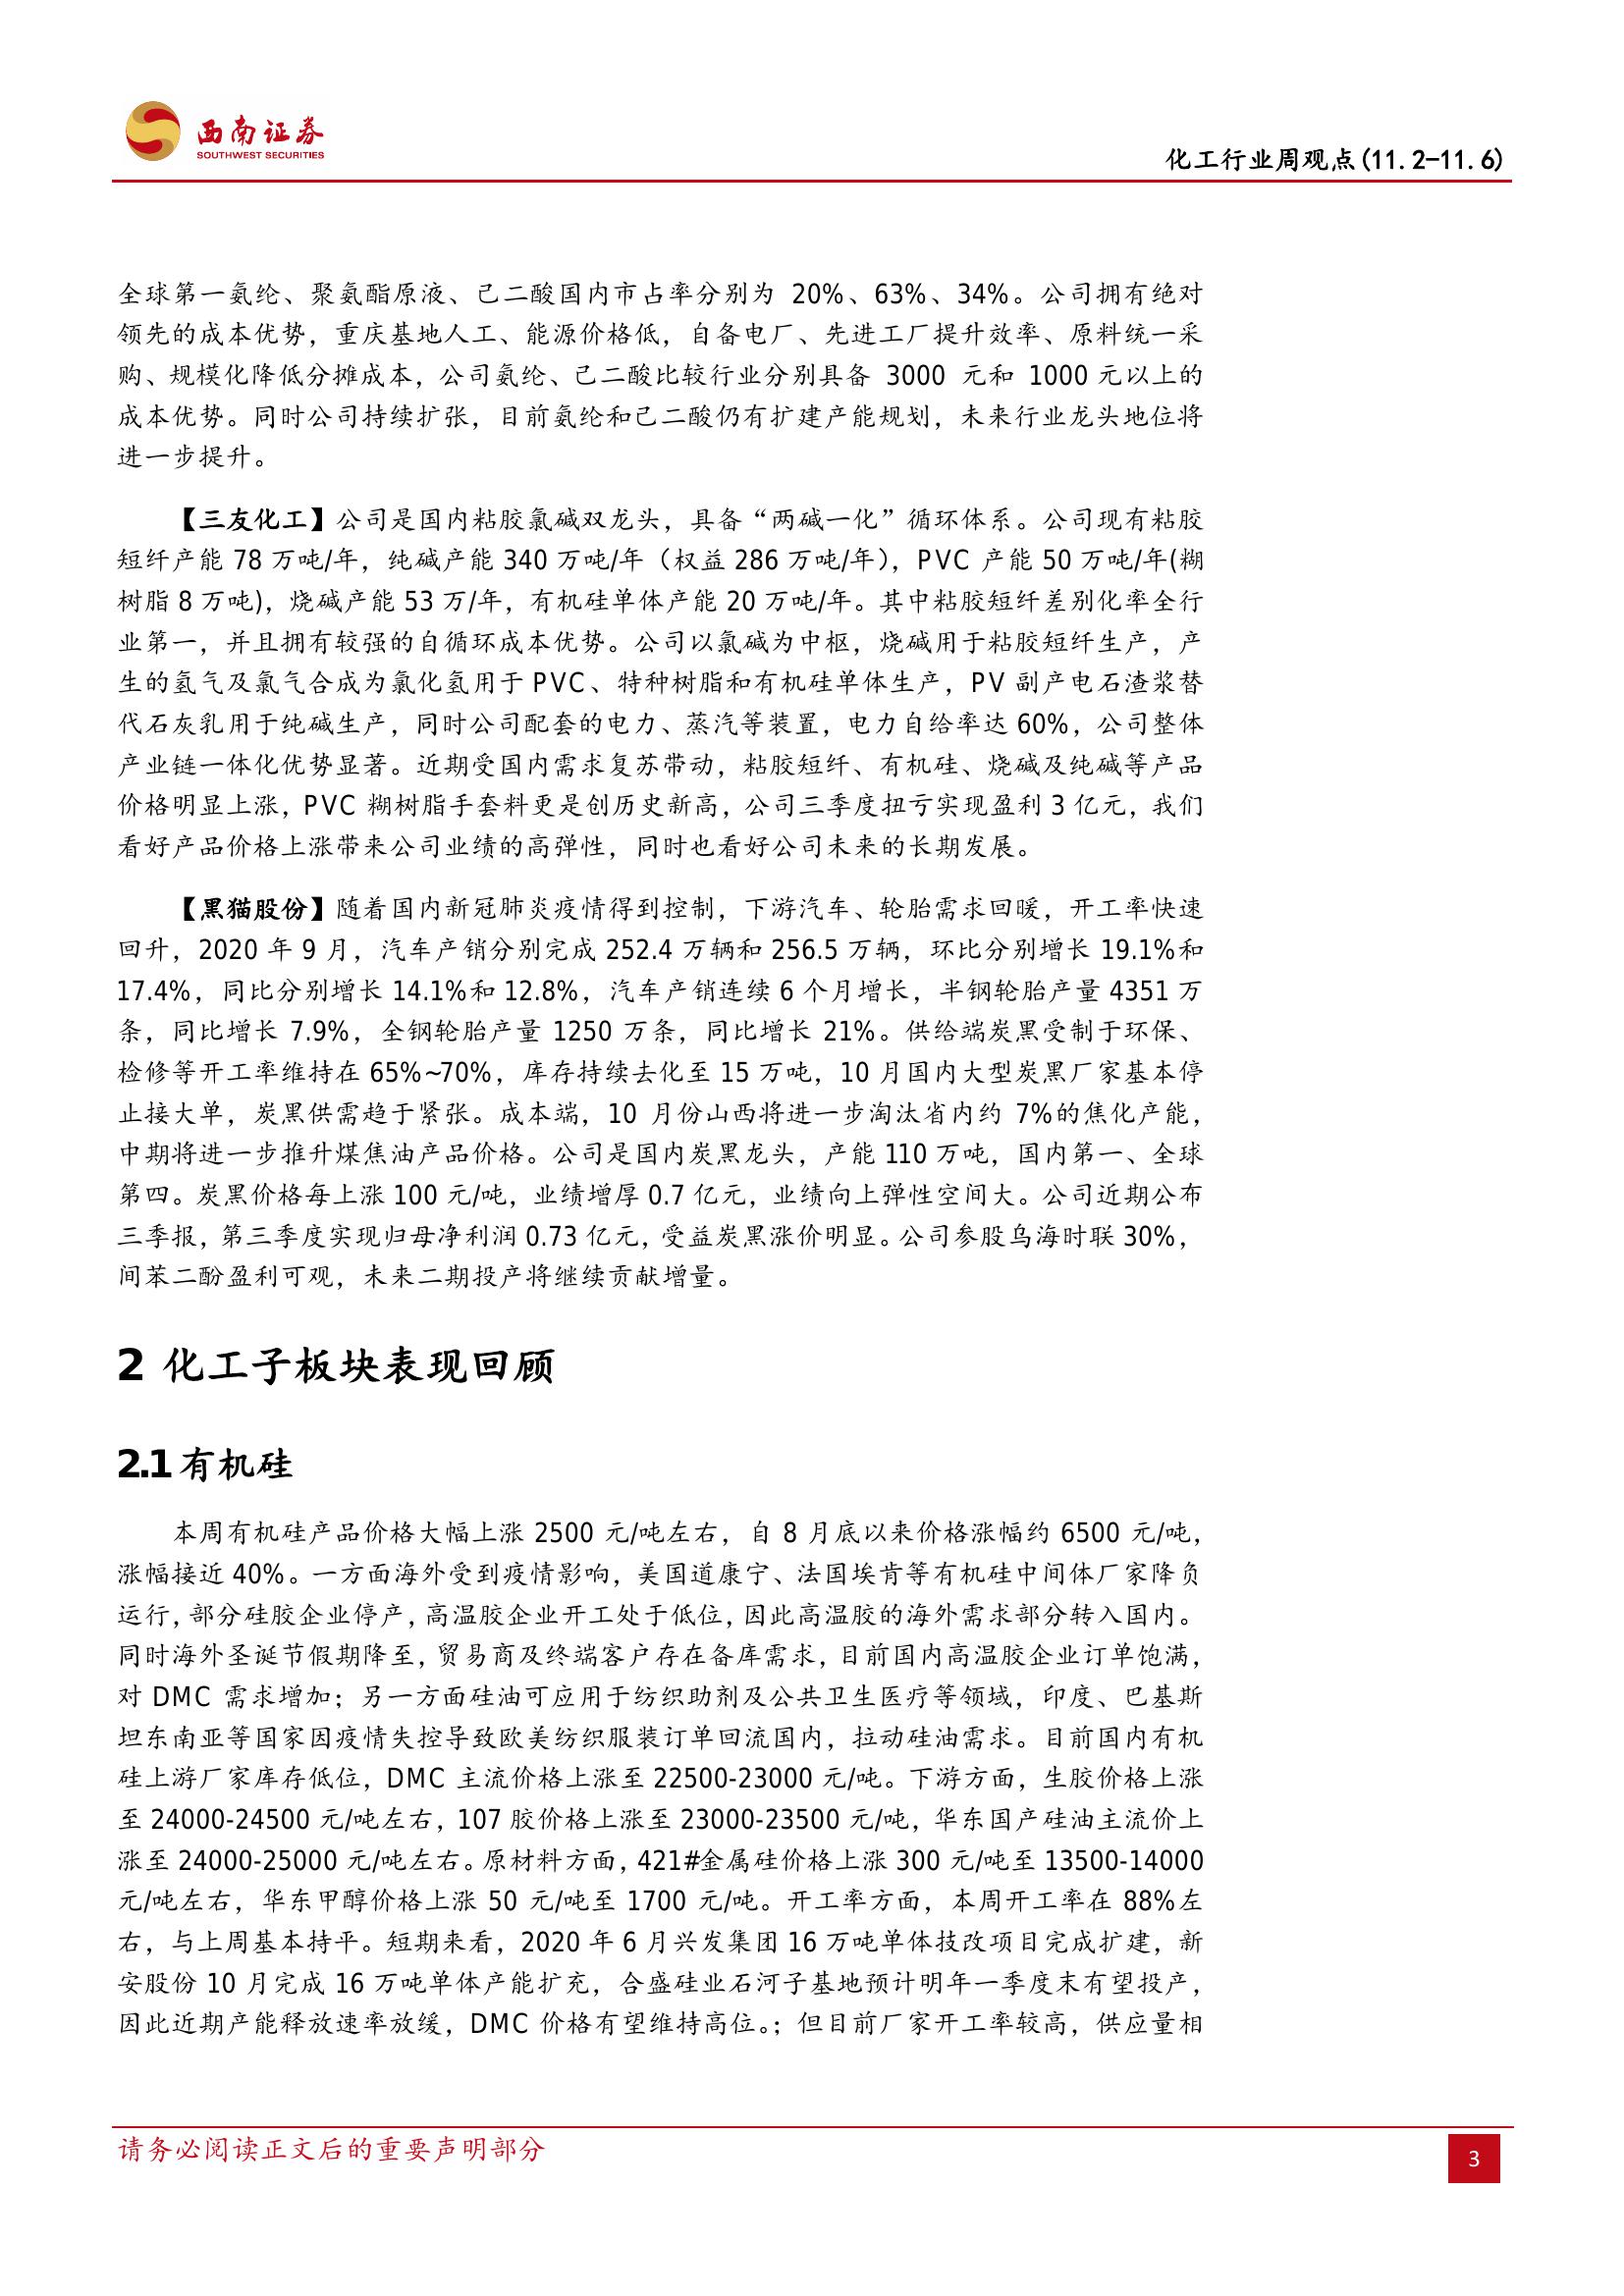 西南证券
SOUTHWEST SECURITIES
化工行业周观点(11.2-11.6)
全球第一氨纶、聚氨酯原液、己二酸国内市占率分别为 20%、63%、34%。公司拥有绝对
领先的成本优势，重庆基地人工、能源价格低，自备电厂、先进工厂提升效率、原料统一采
购、规模化降低分摊成本，公司氨纶、己二酸比较行业分别具备 3000 元和 1000 元以上的
成本优势。同时公司持续扩张，目前氨纶和己二酸仍有扩建产能规划，未来行业龙头地位将
进一步提升。
【三友化工】公司是国内粘胶氯碱双龙头，具备“两碱一化”循环体系。公司现有粘胶
短纤产能 78 万吨/年，纯碱产能 340 万吨/年（权益 286 万吨/年），PVC 产能 50 万吨/年(糊
树脂 8 万吨)，烧碱产能 53 万/年，有机硅单体产能 20 万吨/年。其中粘胶短纤差别化率全行
业第一，并且拥有较强的自循环成本优势。公司以氯碱为中枢，烧碱用于粘胶短纤生产，产
生的氢气及氯气合成为氯化氢用于 PVC、特种树脂和有机硅单体生产，PV 副产电石渣浆替
代石灰乳用于纯碱生产，同时公司配套的电力、蒸汽等装置，电力自给率达 60%，公司整体
产业链一体化优势显著。近期受国内需求复苏带动，粘胶短纤、有机硅、烧碱及纯碱等产品
价格明显上涨，PVC 糊树脂手套料更是创历史新高，公司三季度扭亏实现盈利 3 亿元，我们
看好产品价格上涨带来公司业绩的高弹性，同时也看好公司未来的长期发展。
【黑猫股份】随着国内新冠肺炎疫情得到控制，下游汽车、轮胎需求回暖，开工率快速
回升，2020 年 9 月，汽车产销分别完成 252.4 万辆和 256.5 万辆，环比分别增长 19.1%和
17.4%，同比分别增长 14.1%和 12.8%，汽车产销连续 6 个月增长，半钢轮胎产量 4351 万
条，同比增长 7.9%，全钢轮胎产量 1250 万条，同比增长 21%。供给端炭黑受制于环保、
检修等开工率维持在 65%~70%，库存持续去化至 15 万吨，10 月国内大型炭黑厂家基本停
止接大单，炭黑供需趋于紧张。成本端，10 月份山西将进一步淘汰省内约 7%的焦化产能，
中期将进一步推升煤焦油产品价格。公司是国内炭黑龙头，产能 110 万吨，国内第一、全球
第四。炭黑价格每上涨 100 元/吨，业绩增厚 0.7 亿元，业绩向上弹性空间大。公司近期公布
三季报，第三季度实现归母净利润 0.73 亿元，受益炭黑涨价明显。公司参股乌海时联 30%，
间苯二酚盈利可观，未来二期投产将继续贡献增量。
2 化工子板块表现回顾
2.1 有机硅
本周有机硅产品价格大幅上涨 2500 元/吨左右，自 8 月底以来价格涨幅约 6500 元/吨，
涨幅接近 40%。一方面海外受到疫情影响，美国道康宁、法国埃肯等有机硅中间体厂家降负
运行，部分硅胶企业停产，高温胶企业开工处于低位，因此高温胶的海外需求部分转入国内。
同时海外圣诞节假期降至，贸易商及终端客户存在备库需求，目前国内高温胶企业订单饱满，
对 DMC 需求增加；另一方面硅油可应用于纺织助剂及公共卫生医疗等领域，印度、巴基斯
坦东南亚等国家因疫情失控导致欧美纺织服装订单回流国内，拉动硅油需求。目前国内有机
硅上游厂家库存低位，DMC 主流价格上涨至 22500-23000 元/吨。下游方面，生胶价格上涨
至 24000-24500 元/吨左右，107 胶价格上涨至 23000-23500 元/吨，华东国产硅油主流价上
涨至 24000-25000 元/吨左右。原材料方面，421#金属硅价格上涨 300 元/吨至 13500-14000
元/吨左右，华东甲醇价格上涨 50 元/吨至 1700 元/吨。开工率方面，本周开工率在 88%左
右，与上周基本持平。短期来看，2020 年 6 月兴发集团 16 万吨单体技改项目完成扩建，新
安股份 10 月完成 16 万吨单体产能扩充，合盛硅业石河子基地预计明年一季度末有望投产，
因此近期产能释放速率放缓，DMC 价格有望维持高位。；但目前厂家开工率较高，供应量相
请务必阅读正文后的重要声明部分
3